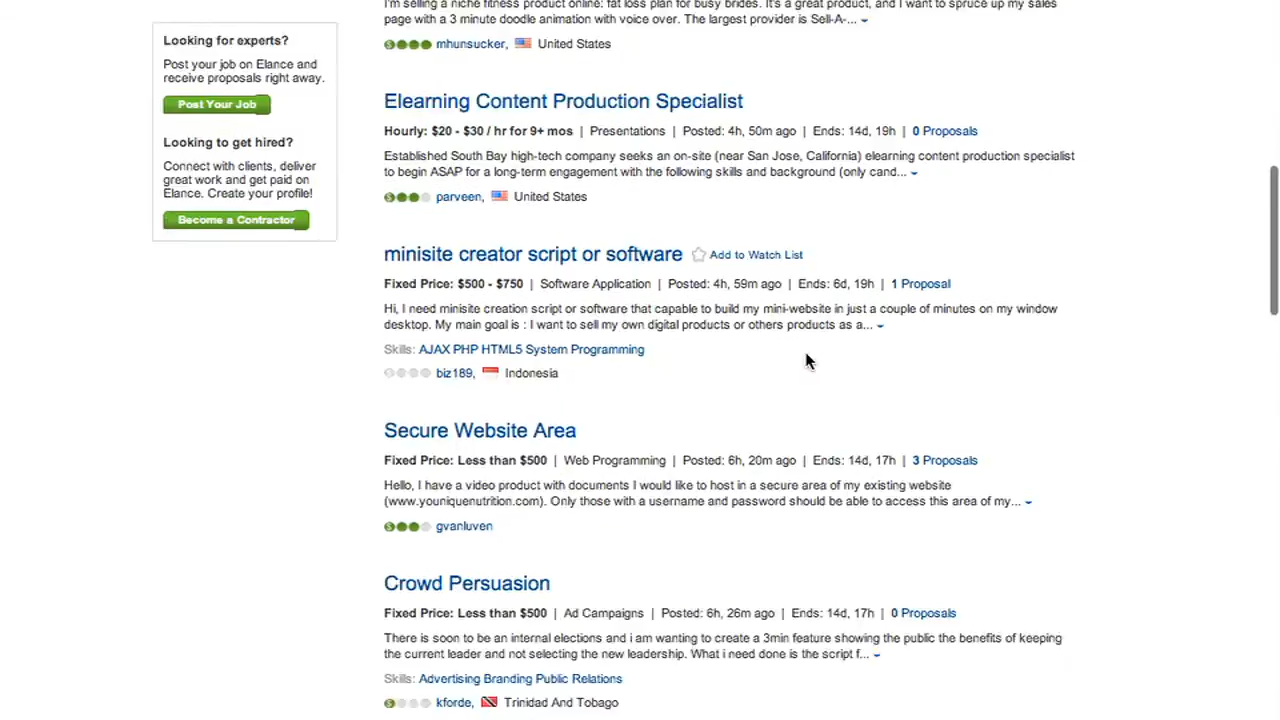 I'm selling a niche fitness product online: fat loss plan for busy brides. It's a great product, and I want to spruce up my sales
page with a 3 minute doodle animation with voice over. The largest provider is Sell-A-...
mhunsucker, United States
Looking for experts?
Post your job on Elance and
receive proposals right away.
Post Your Job
Looking to get hired?
Connect with clients, deliver
great work and get paid on
Elance. Create your profile!
Become a Contractor
Elearning Content Production Specialist
Hourly: $20 - $30 / hr for 9+ mos | Presentations | Posted: 4h, 50m ago | Ends: 14d, 19h | 0 Proposals
Established South Bay high-tech company seeks an on-site (near San Jose, California) elearning content production specialist
to begin ASAP for a long-term engagement with the following skills and background (only cand...
parveen, United States
minisite creator script or software Add to Watch List
Fixed Price: $500 - $750 | Software Application | Posted: 4h, 59m ago | Ends: 6d, 19h | 1 Proposal
Hi, I need minisite creation script or software that capable to build my mini-website in just a couple of minutes on my window
desktop. My main goal is : I want to sell my own digital products or others products as a...
Skills: AJAX PHP HTML5 System Programming
biz189, Indonesia
Secure Website Area
Fixed Price: Less than $500 | Web Programming | Posted: 6h, 20m ago | Ends: 14d, 17h | 3 Proposals
Hello, I have a video product with documents I would like to host in a secure area of my existing website
(www.youniquenutrition.com). Only those with a username and password should be able to access this area of my...
gvanluven
Crowd Persuasion
Fixed Price: Less than $500 | Ad Campaigns | Posted: 6h, 26m ago | Ends: 14d, 17h | 0 Proposals
There is soon to be an internal elections and i am wanting to create a 3min feature showing the public the benefits of keeping
the current leader and not selecting the new leadership. What i need done is the script f...
Skills: Advertising Branding Public Relations
kforde, Trinidad And Tobago